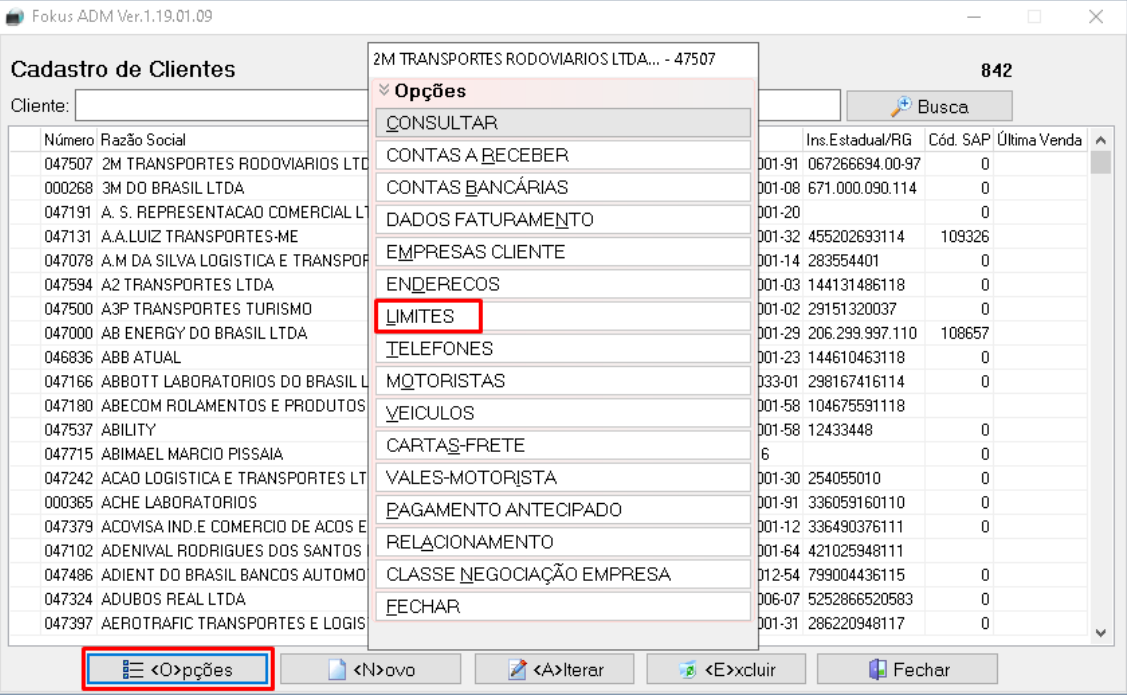 Fokus ADM Ver.1.19.01.09
Cadastro de Clientes
842
Cliente:
Busca
Número Razão Social Ins.Estadual/RG Cód. SAP Última Venda
047507 2M TRANSPORTES RODOVIARIOS LTD 001-91 067266694.00-97 0
000268 3M DO BRASIL LTDA 001-08 671.000.090.114 0
047191 A. S. REPRESENTACAO COMERCIAL LT 001-20 0
047131 A.A.LUIZ TRANSPORTES-ME 001-32 455202693114 109326
047078 A.M DA SILVA LOGISTICA E TRANSPOR 001-14 283554401 0
047594 A2 TRANSPORTES LTDA 001-03 144131486118 0
047500 A3P TRANSPORTES TURISMO 001-02 29151320037 0
047000 AB ENERGY DO BRASIL LTDA 001-29 206.299.997.110 108657
046836 ABB ATUAL 001-23 144610463118 0
047166 ABBOTT LABORATORIOS DO BRASIL L 033-01 298167416114 0
047180 ABECOM ROLAMENTOS E PRODUTOS 001-58 104675591118
047537 ABILITY 001-58 12433448 0
047715 ABIMAEL MARCIO PISSAIA 6 0
047242 ACAO LOGISTICA E TRANSPORTES LT 001-30 254055010 0
000365 ACHE LABORATORIOS 001-91 3360591601​10 0
047379 ACOVISA IND.E COMERCIO DE ACOS E 001-12 336490376111 0
047102 ADENIVAL RODRIGUES DOS SANTOS 001-64 421025948111
047486 ADIENT DO BRASIL BANCOS AUTOMO 012-54 799004436115 0
047324 ADUBOS REAL LTDA 006-07 5252866520583 0
047397 AEROTRAFIC TRANSPORTES E LOGIS 001-31 286220948117 0
2M TRANSPORTES RODOVIARIOS LTDA... - 47507
Opções
CONSULTAR
CONTAS A RECEBER
CONTAS BANCÁRIAS
DADOS FATURAMENTO
EMPRESAS CLIENTE
ENDERECOS
LIMITES
TELEFONES
MOTORISTAS
VEICULOS
CARTAS-FRETE
VALES-MOTORISTA
PAGAMENTO ANTECIPADO
RELACIONAMENTO
CLASSE NEGOCIAÇÃO EMPRESA
FECHAR
<O>pções <N>ovo <A>lterar <E>xcluir Fechar